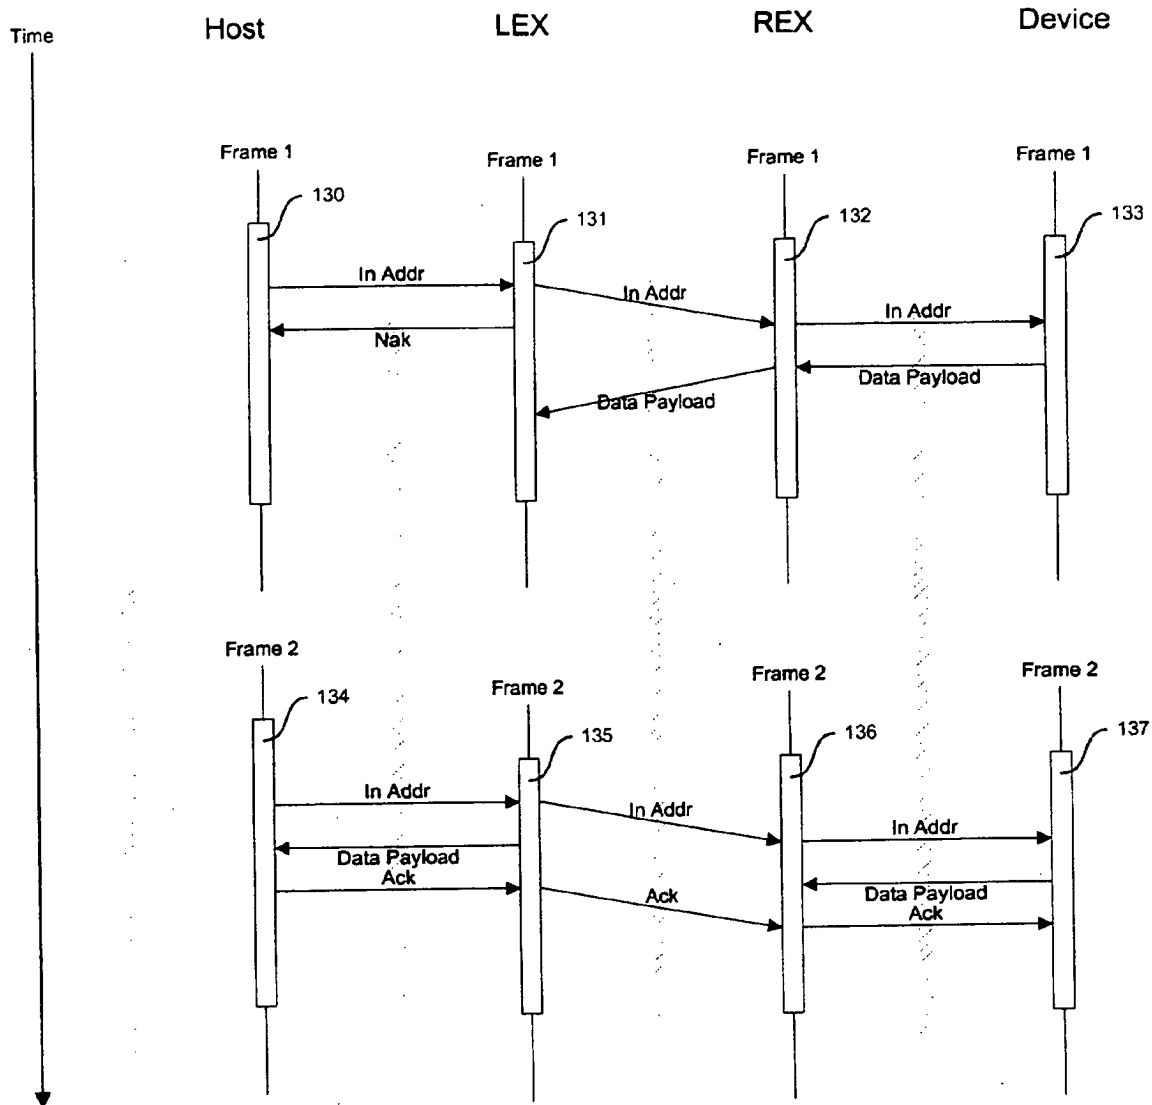 Time
Host
LEX
REX
Device
Frame 1
Frame 1
Frame 1
Frame 1
130
131
132
133
In Addr
In Addr
In Addr
Nak
Data Payload
Data Payload
Frame 2
Frame 2
Frame 2
Frame 2
134
135
136
137
In Addr
In Addr
In Addr
Data Payload
Data Payload
Ack
Ack
Ack